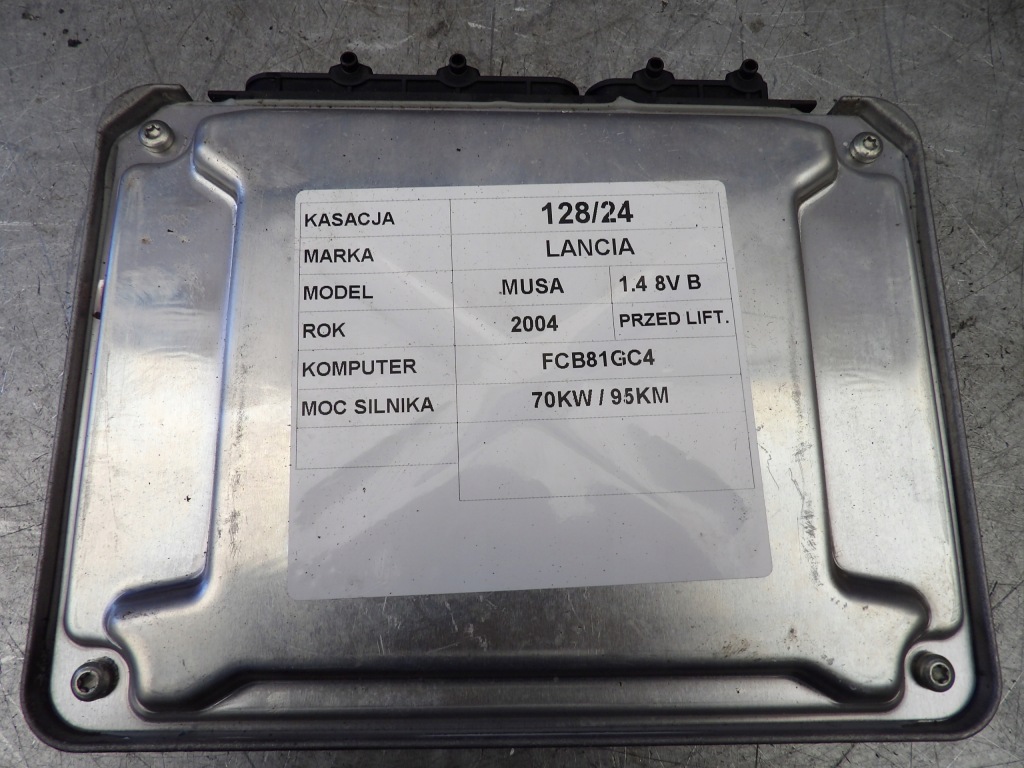 KASACJA 128/24
MARKA LANCIA
MODEL MUSA 1.4 8V B
ROK 2004 PRZED LIFT.
KOMPUTER FCB81GC4
MOC SILNIKA 70KW / 95KM